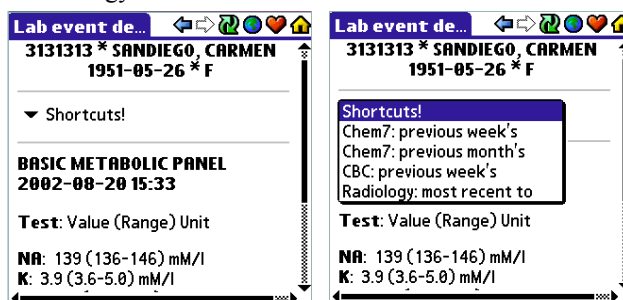 Lab event de...
3131313 * SANDIEGO, CARMEN
1951-05-26 * F
Shortcuts!
BASIC METABOLIC PANEL
2002-08-20 15:33
Test: Value (Range) Unit
NA: 139 (136-146) mM/l
K: 3.9 (3.6-5.0) mM/l
Lab event de...
3131313 * SANDIEGO, CARMEN
1951-05-26 * F
Shortcuts!
Chem7: previous week's
Chem7: previous month's
CBC: previous week's
Radiology: most recent to
Test: Value (Range) Unit
NA: 139 (136-146) mM/l
K: 3.9 (3.6-5.0) mM/l